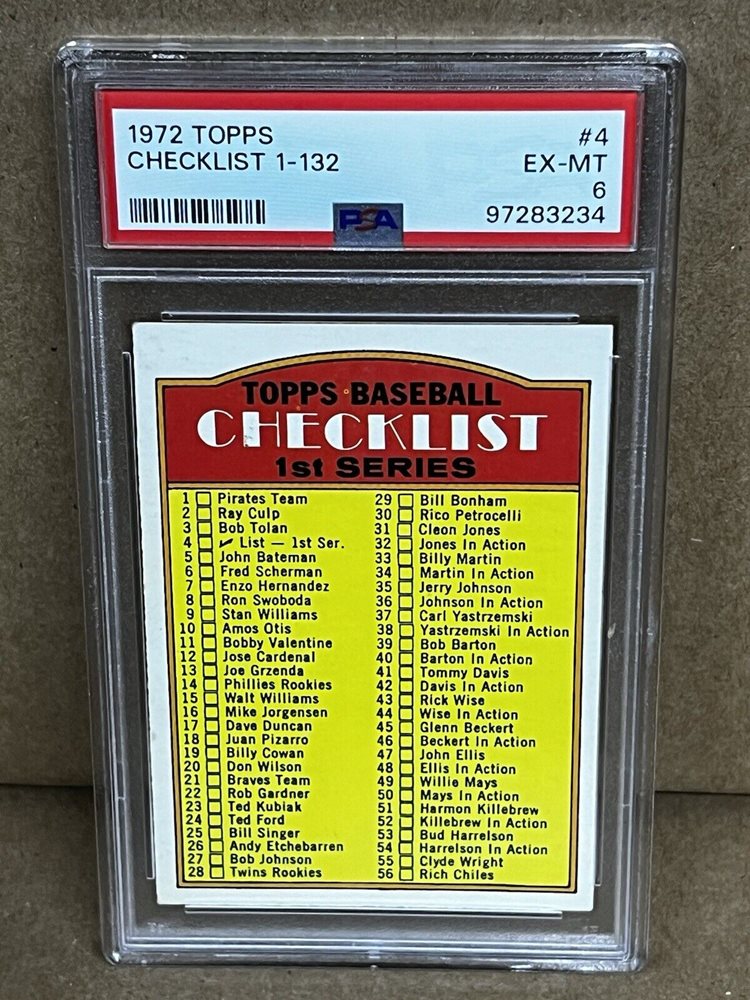 1972 TOPPS #4
CHECKLIST 1-132 EX-MT
6
97283234
PSA
TOPPS BASEBALL
CHECKLIST
1st SERIES
1 Pirates Team
2 Ray Culp
3 Bob Tolan
4 List — 1st Ser.
5 John Bateman
6 Fred Scherman
7 Enzo Hernandez
8 Ron Swoboda
9 Stan Williams
10 Amos Otis
11 Bobby Valentine
12 Jose Cardenal
13 Joe Grzenda
14 Phillies Rookies
15 Walt Williams
16 Mike Jorgensen
17 Dave Duncan
18 Juan Pizarro
19 Billy Cowan
20 Don Wilson
21 Braves Team
22 Rob Gardner
23 Ted Kubiak
24 Ted Ford
25 Bill Singer
26 Andy Etchebarren
27 Bob Johnson
28 Twins Rookies
29 Bill Bonham
30 Rico Petrocelli
31 Cleon Jones
32 Jones In Action
33 Billy Martin
34 Martin In Action
35 Jerry Johnson
36 Johnson In Action
37 Carl Yastrzemski
38 Yastrzemski In Action
39 Bob Barton
40 Barton In Action
41 Tommy Davis
42 Davis In Action
43 Rick Wise
44 Wise In Action
45 Glenn Beckert
46 Beckert In Action
47 John Ellis
48 Ellis In Action
49 Willie Mays
50 Mays In Action
51 Harmon Killebrew
52 Killebrew In Action
53 Bud Harrelson
54 Harrelson In Action
55 Clyde Wright
56 Rich Chiles